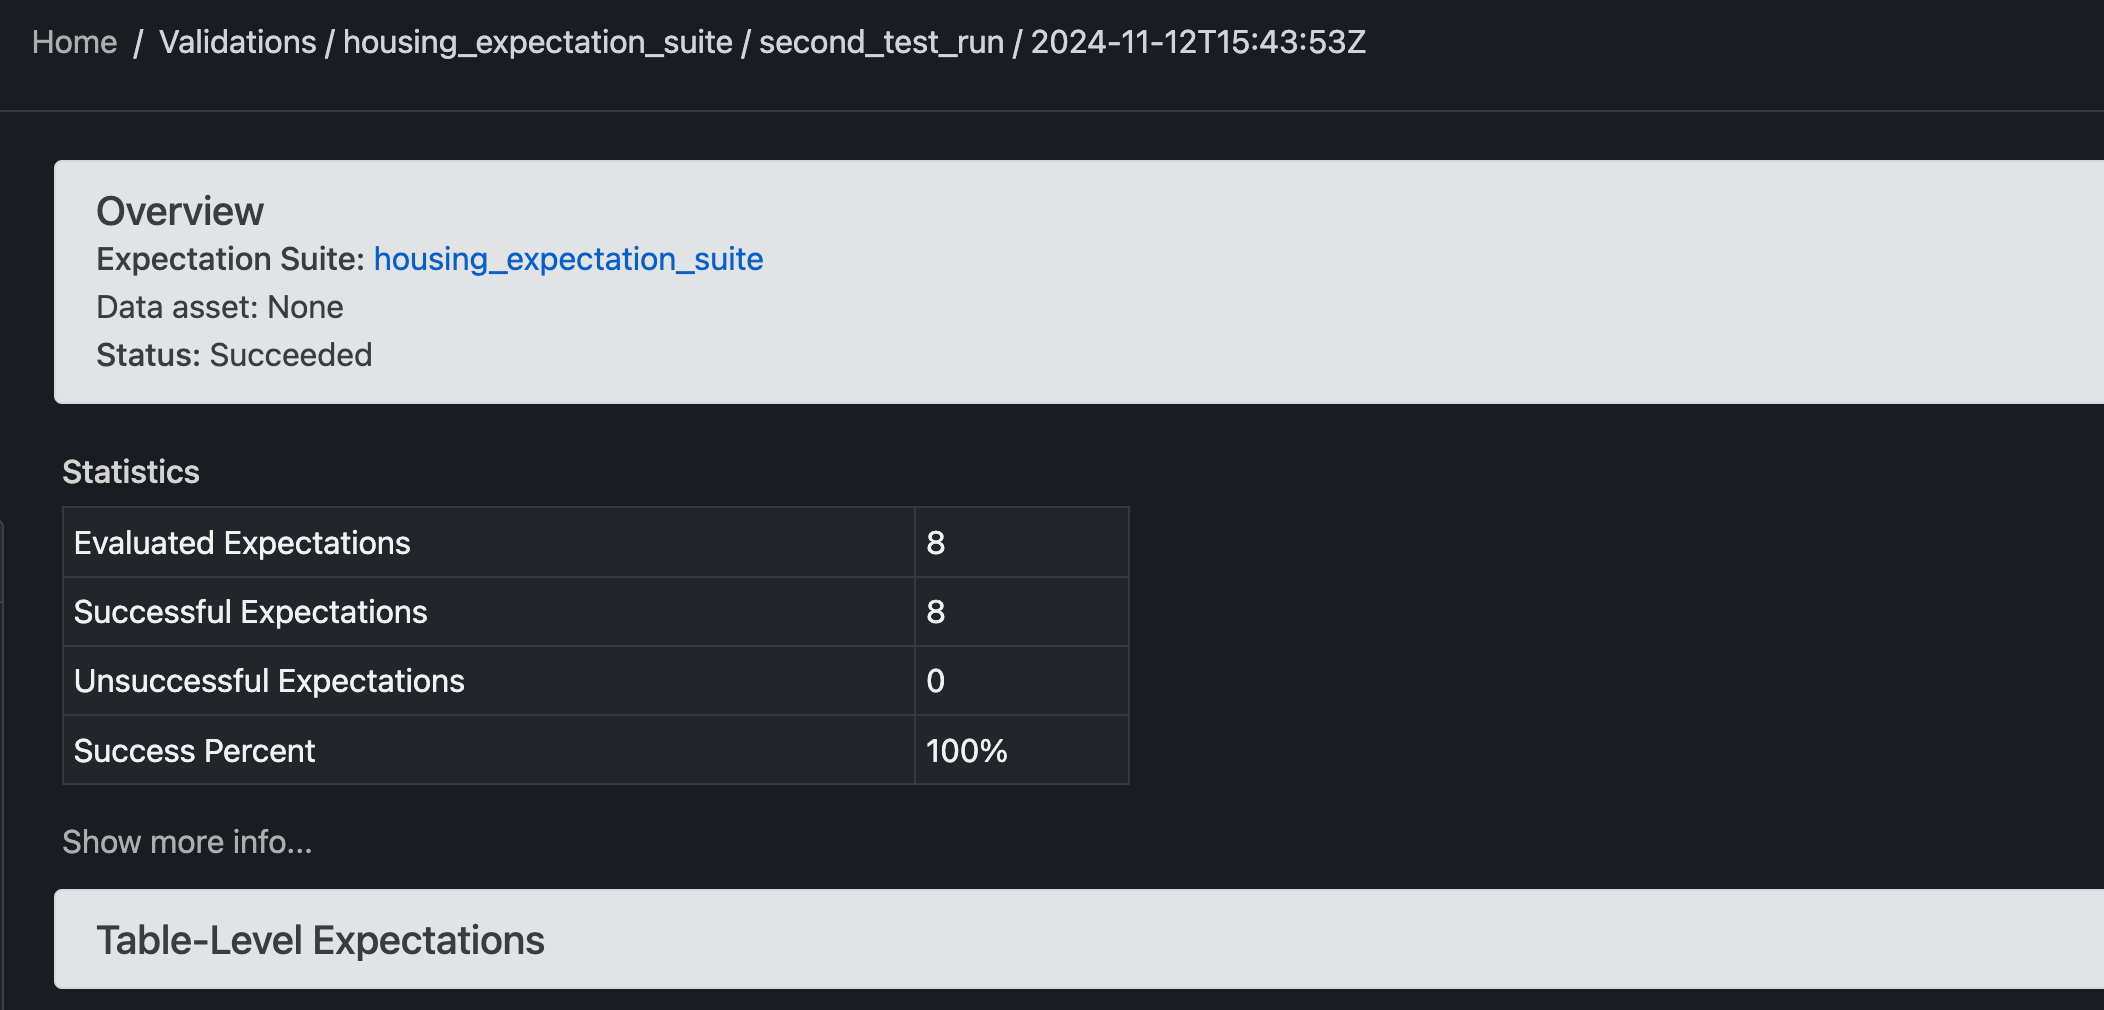 Home / Validations / housing_expectation_suite / second_test_run / 2024-11-12T15:43:53Z
Overview
Expectation Suite: housing_expectation_suite
Data asset: None
Status: Succeeded
Statistics
Evaluated Expectations 8
Successful Expectations 8
Unsuccessful Expectations 0
Success Percent 100%
Show more info...
Table-Level Expectations